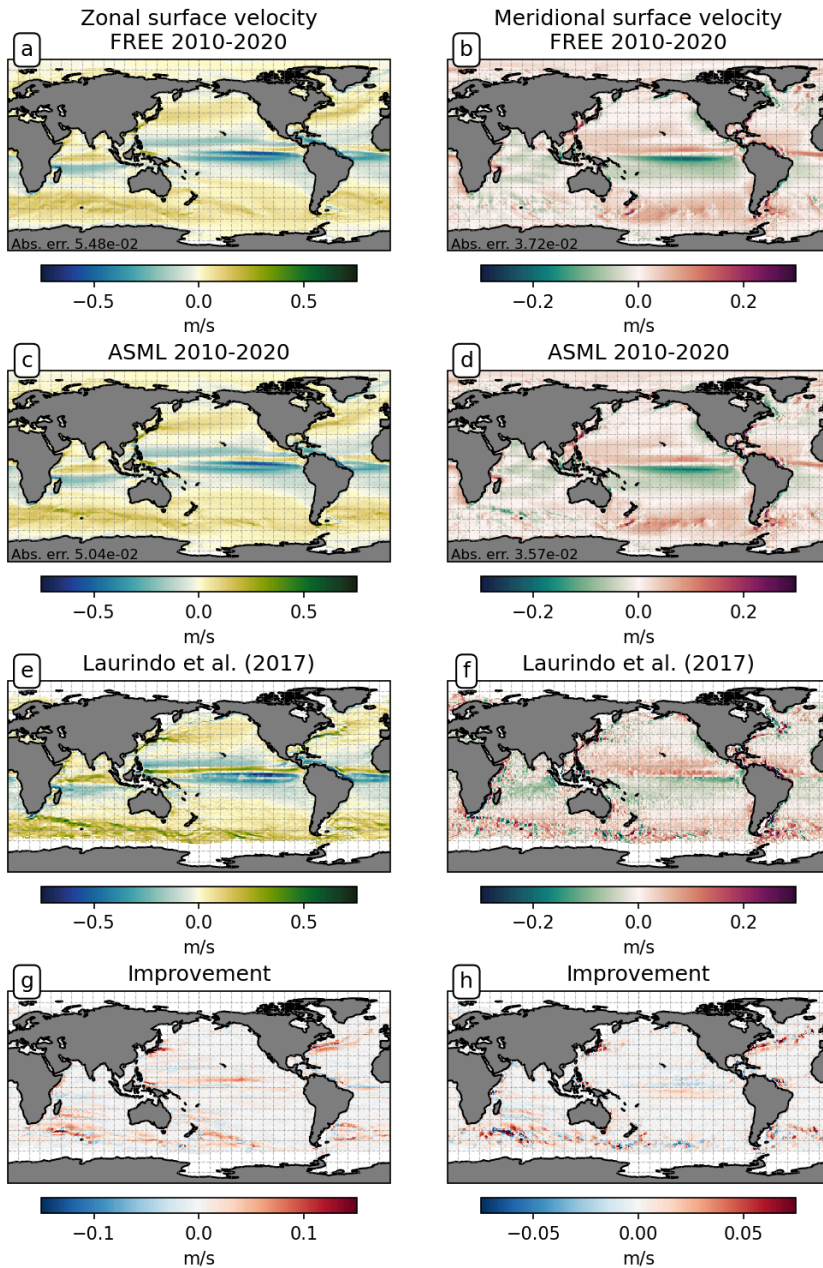 Zonal surface velocity
FREE 2010-2020
a
Abs. err. 5.48e-02
−0.5 0.0 0.5
m/s
Meridional surface velocity
FREE 2010-2020
b
Abs. err. 3.72e-02
−0.2 0.0 0.2
m/s
ASML 2010-2020
c
Abs. err. 5.04e-02
−0.5 0.0 0.5
m/s
ASML 2010-2020
d
Abs. err. 3.57e-02
−0.2 0.0 0.2
m/s
Laurindo et al. (2017)
e
−0.5 0.0 0.5
m/s
Laurindo et al. (2017)
f
−0.2 0.0 0.2
m/s
Improvement
g
−0.1 0.0 0.1
m/s
Improvement
h
−0.05 0.00 0.05
m/s